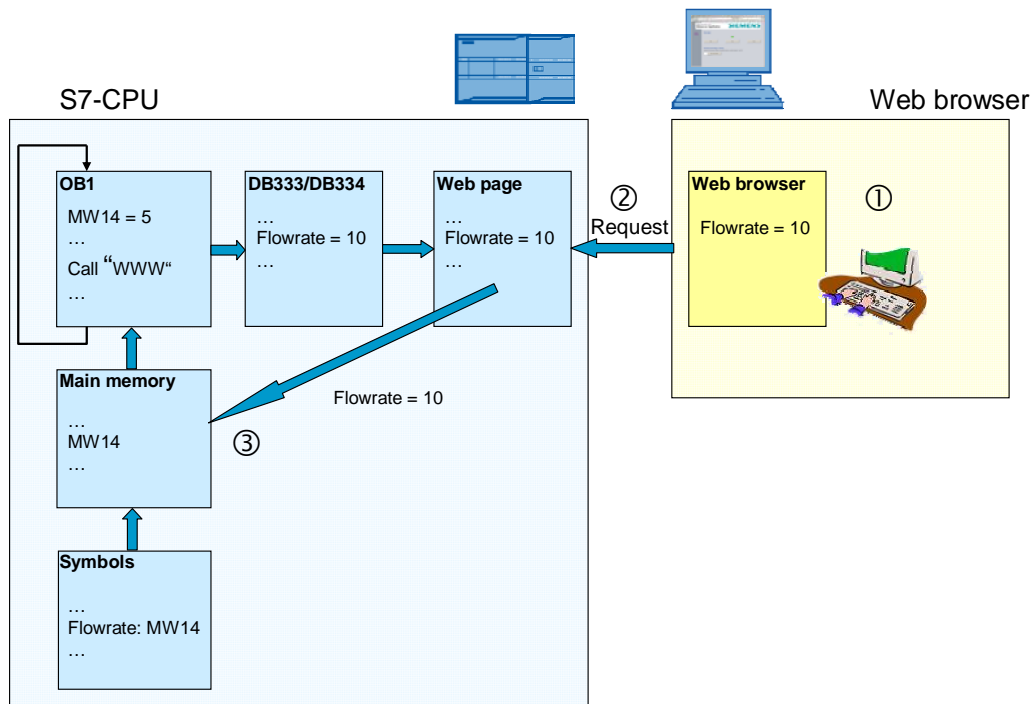 SIEMENS
S7-CPU
Web browser
OB1
MW14 = 5
…
Call “WWW“
…
DB333/DB334
…
Flowrate = 10
…
Web page
…
Flowrate = 10
…
②
Request
Web browser
Flowrate = 10
①
Main memory
…
MW14
…
Flowrate = 10
③
Symbols
…
Flowrate: MW14
…